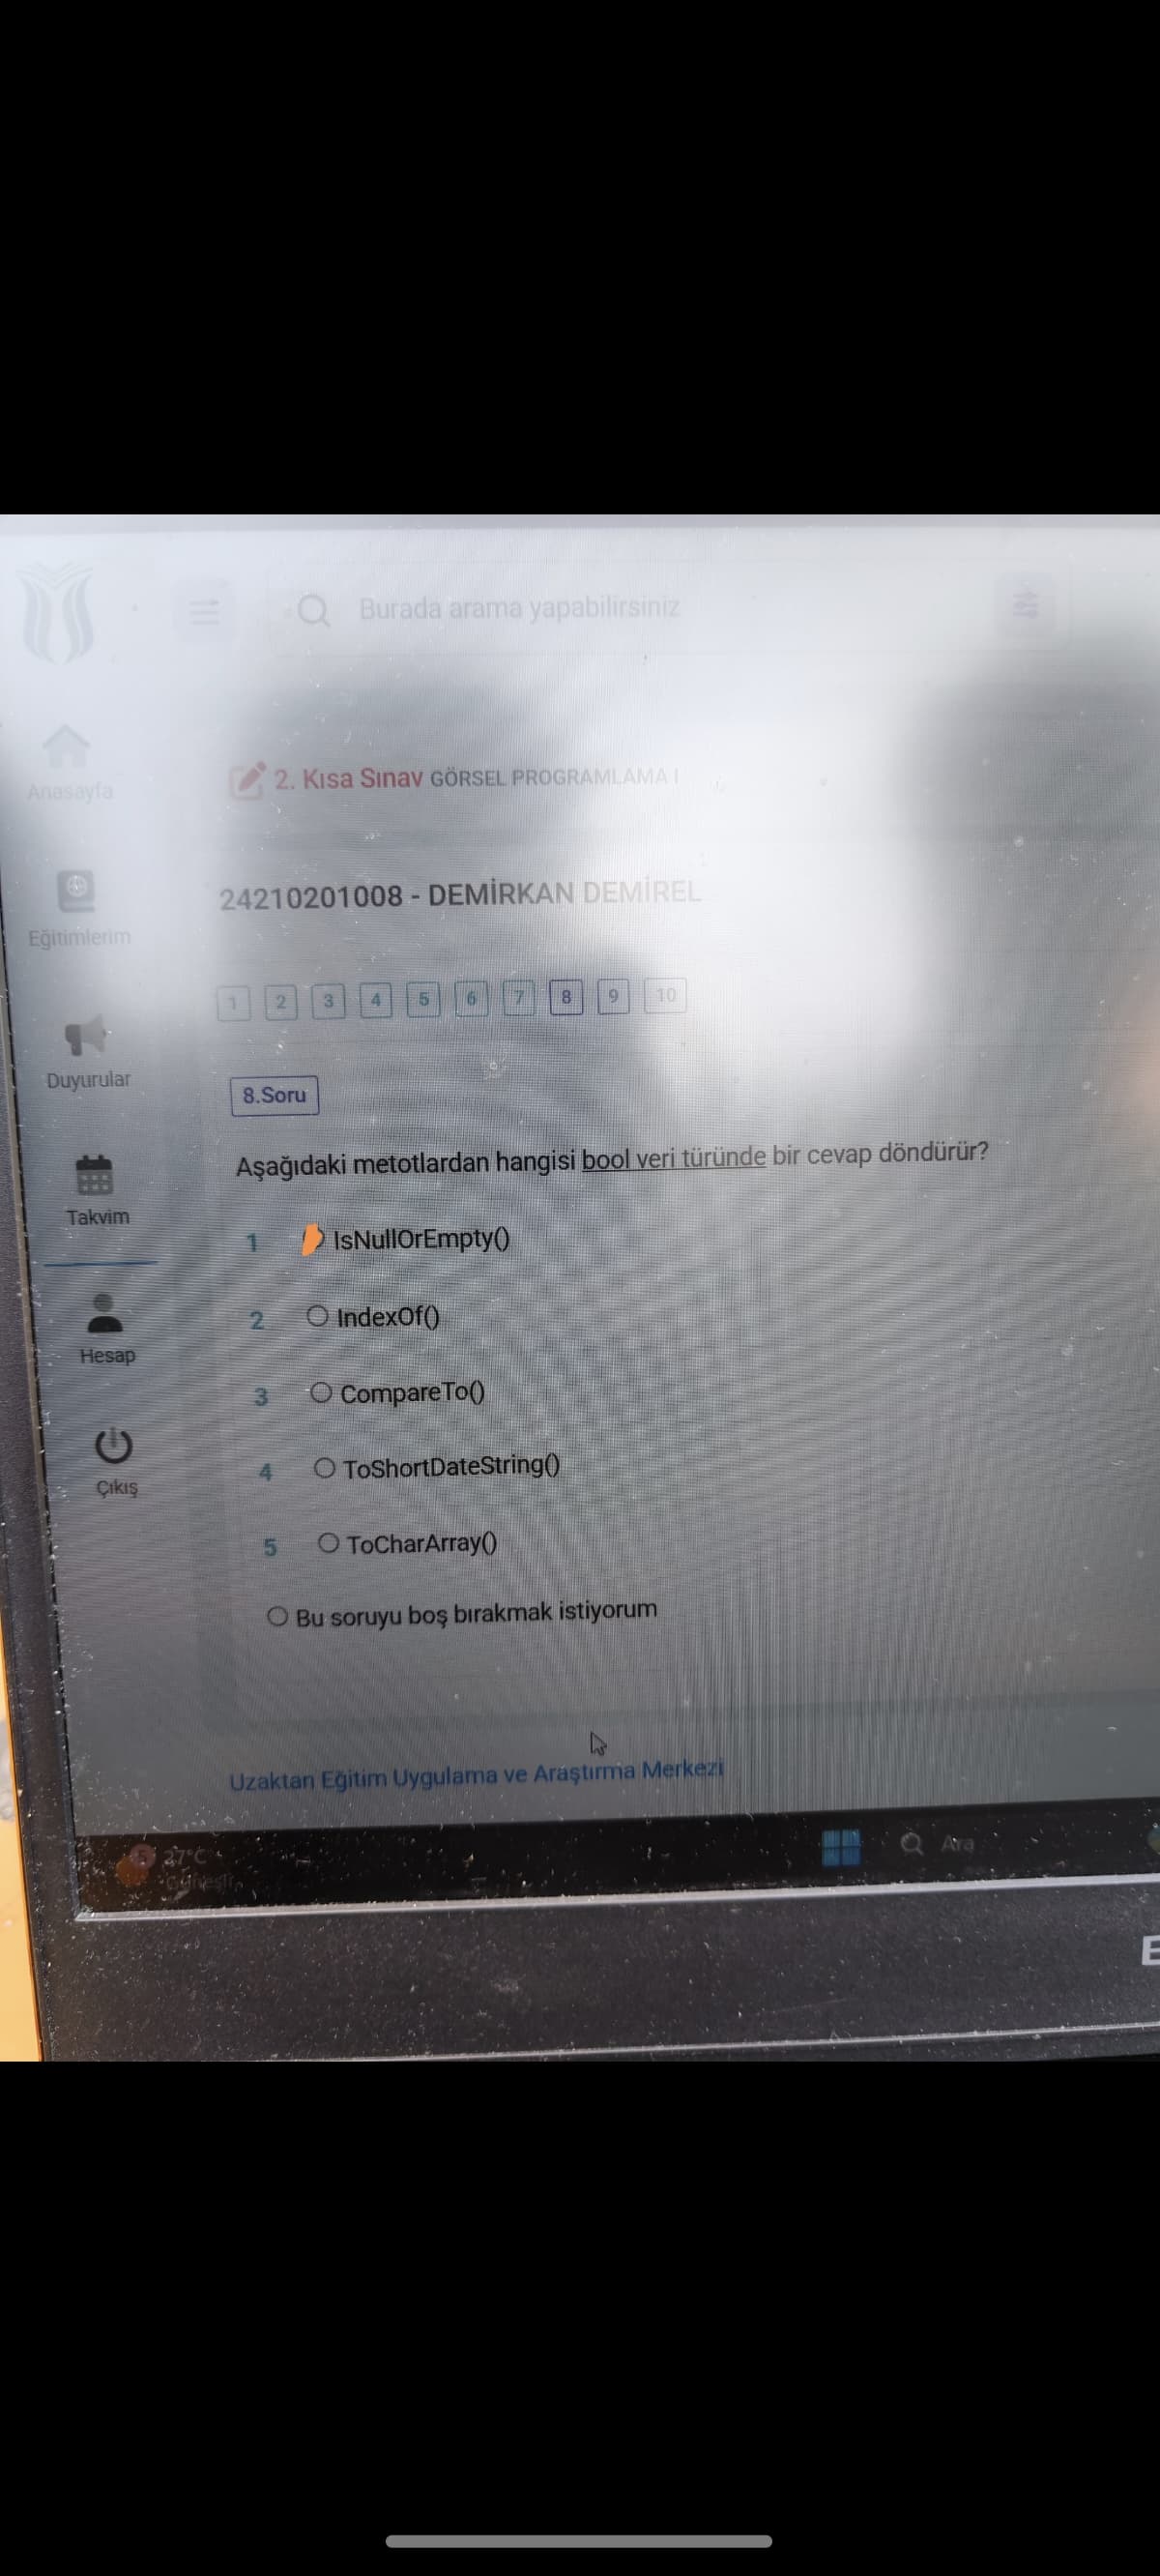 Burada arama yapabilirsiniz
Anasayfa
2. Kısa Sınav GÖRSEL PROGRAMLAMA I
24210201008 - DEMİRKAN DEMİREL
Eğitimlerim
1 2 3 4 5 6 7 8 9 10
Duyurular
8.Soru
Aşağıdaki metotlardan hangisi bool veri türünde bir cevap döndürür?
Takvim
1 IsNullOrEmpty()
2 IndexOf()
Hesap
3 CompareTo()
4 ToShortDateString()
Çıkış
5 ToCharArray()
Bu soruyu boş bırakmak istiyorum
Uzaktan Eğitim Uygulama ve Araştırma Merkezi
27°C
Güneşli
Ara
E